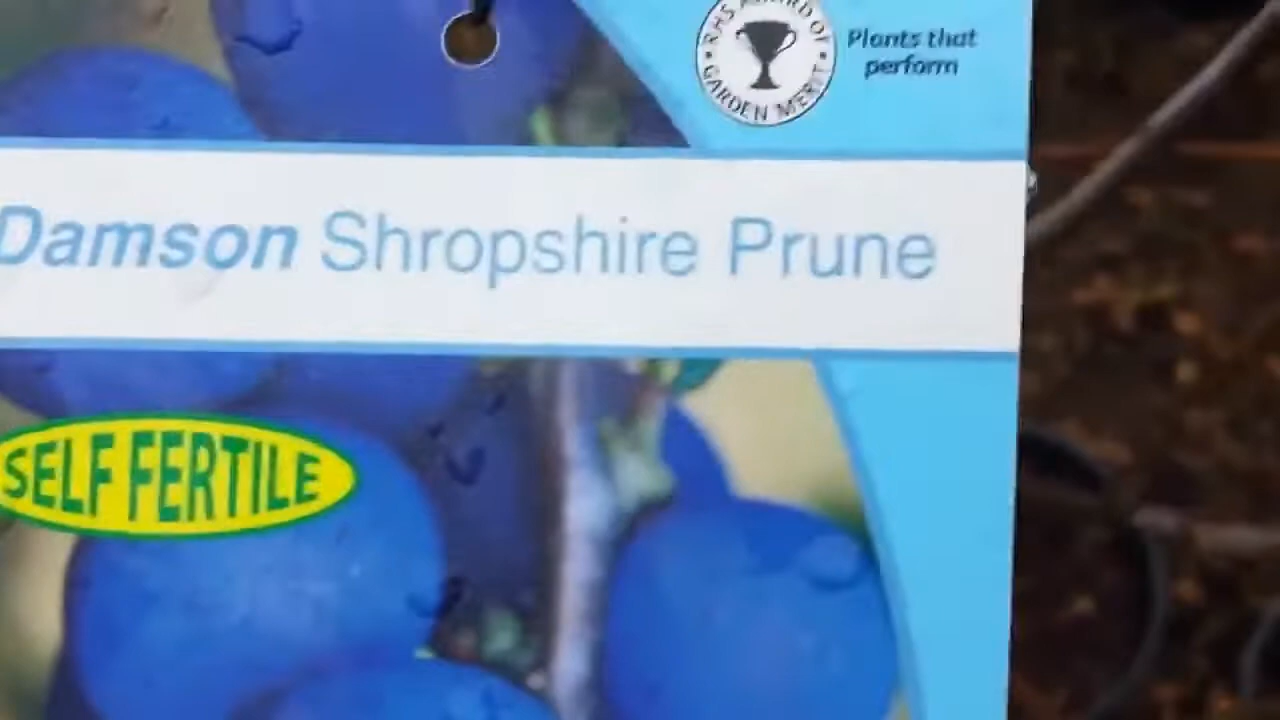 RHS AWARD OF
GARDEN MERIT
Plants that
perform
Damson Shropshire Prune
SELF FERTILE